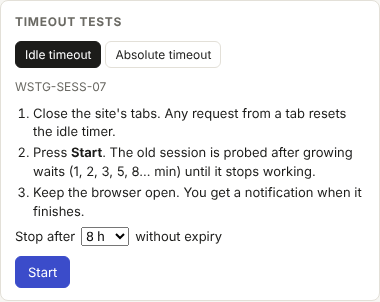 TIMEOUT TESTS
Idle timeout Absolute timeout
WSTG-SESS-07
1. Close the site's tabs. Any request from a tab resets
the idle timer.
2. Press Start. The old session is probed after growing
waits (1, 2, 3, 5, 8... min) until it stops working.
3. Keep the browser open. You get a notification when it
finishes.
Stop after 8 h without expiry
Start